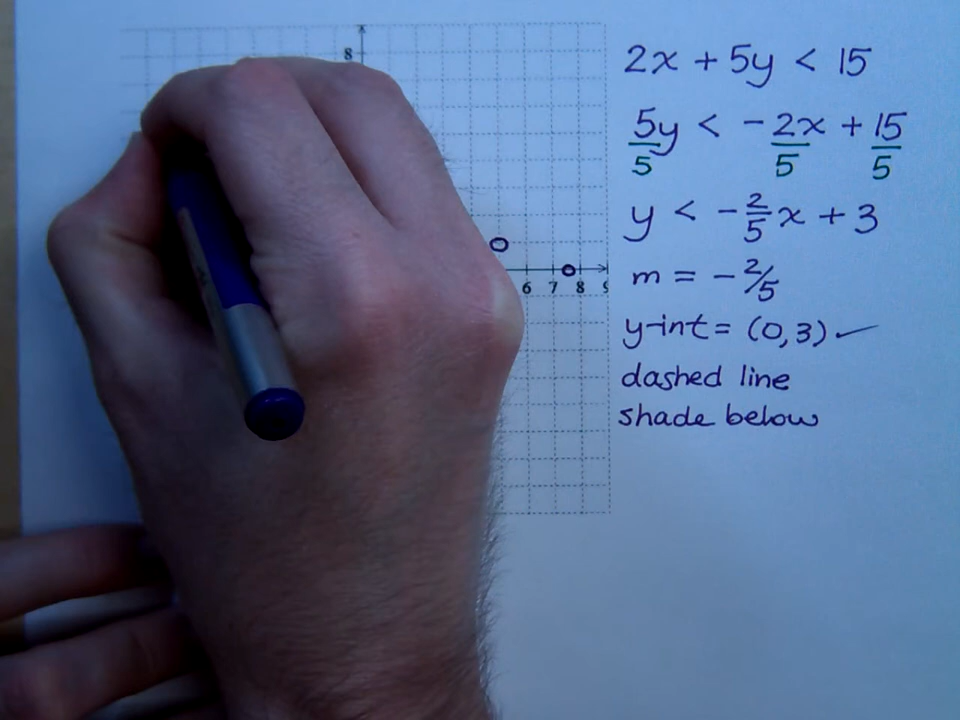 8
6 7 8 9
2x + 5y < 15
5y/5 < -2x/5 + 15/5
y < -2/5x + 3
m = -2/5
y-int = (0,3) ✓
dashed line
shade below